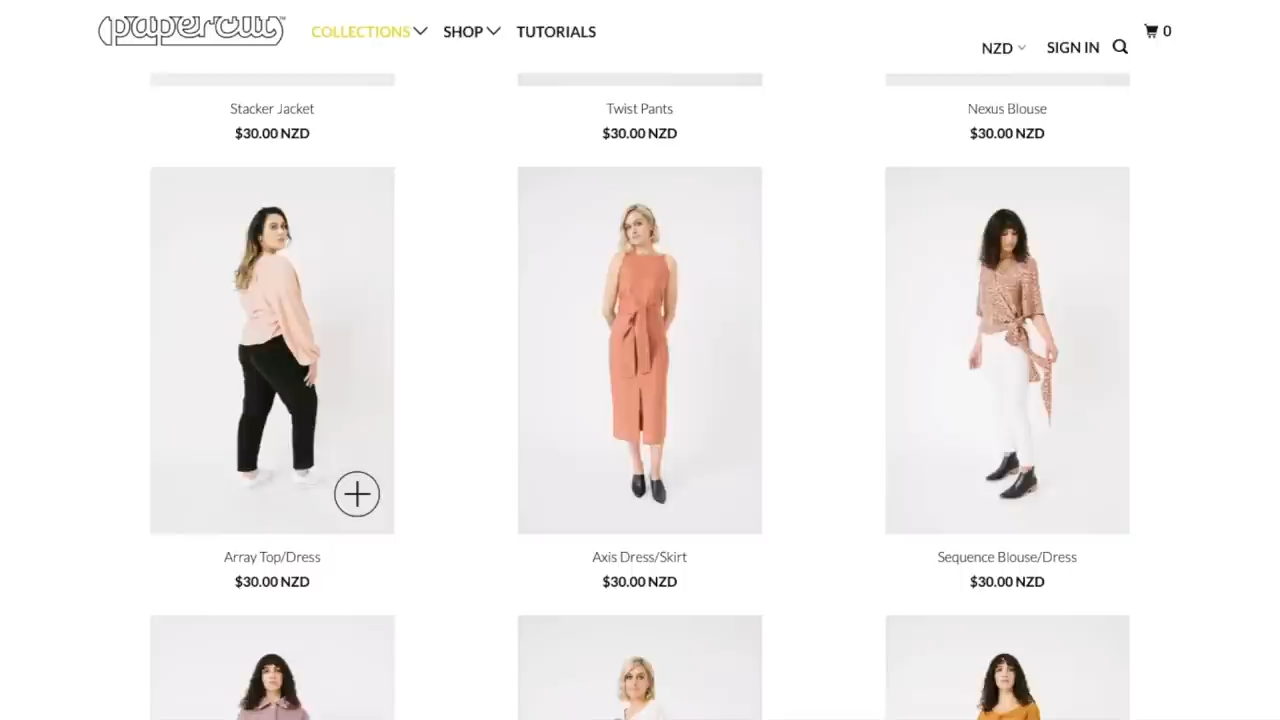 papercut™ COLLECTIONS SHOP TUTORIALS
NZD SIGN IN 0
Stacker Jacket
$30.00 NZD
Twist Pants
$30.00 NZD
Nexus Blouse
$30.00 NZD
Array Top/Dress
$30.00 NZD
Axis Dress/Skirt
$30.00 NZD
Sequence Blouse/Dress
$30.00 NZD